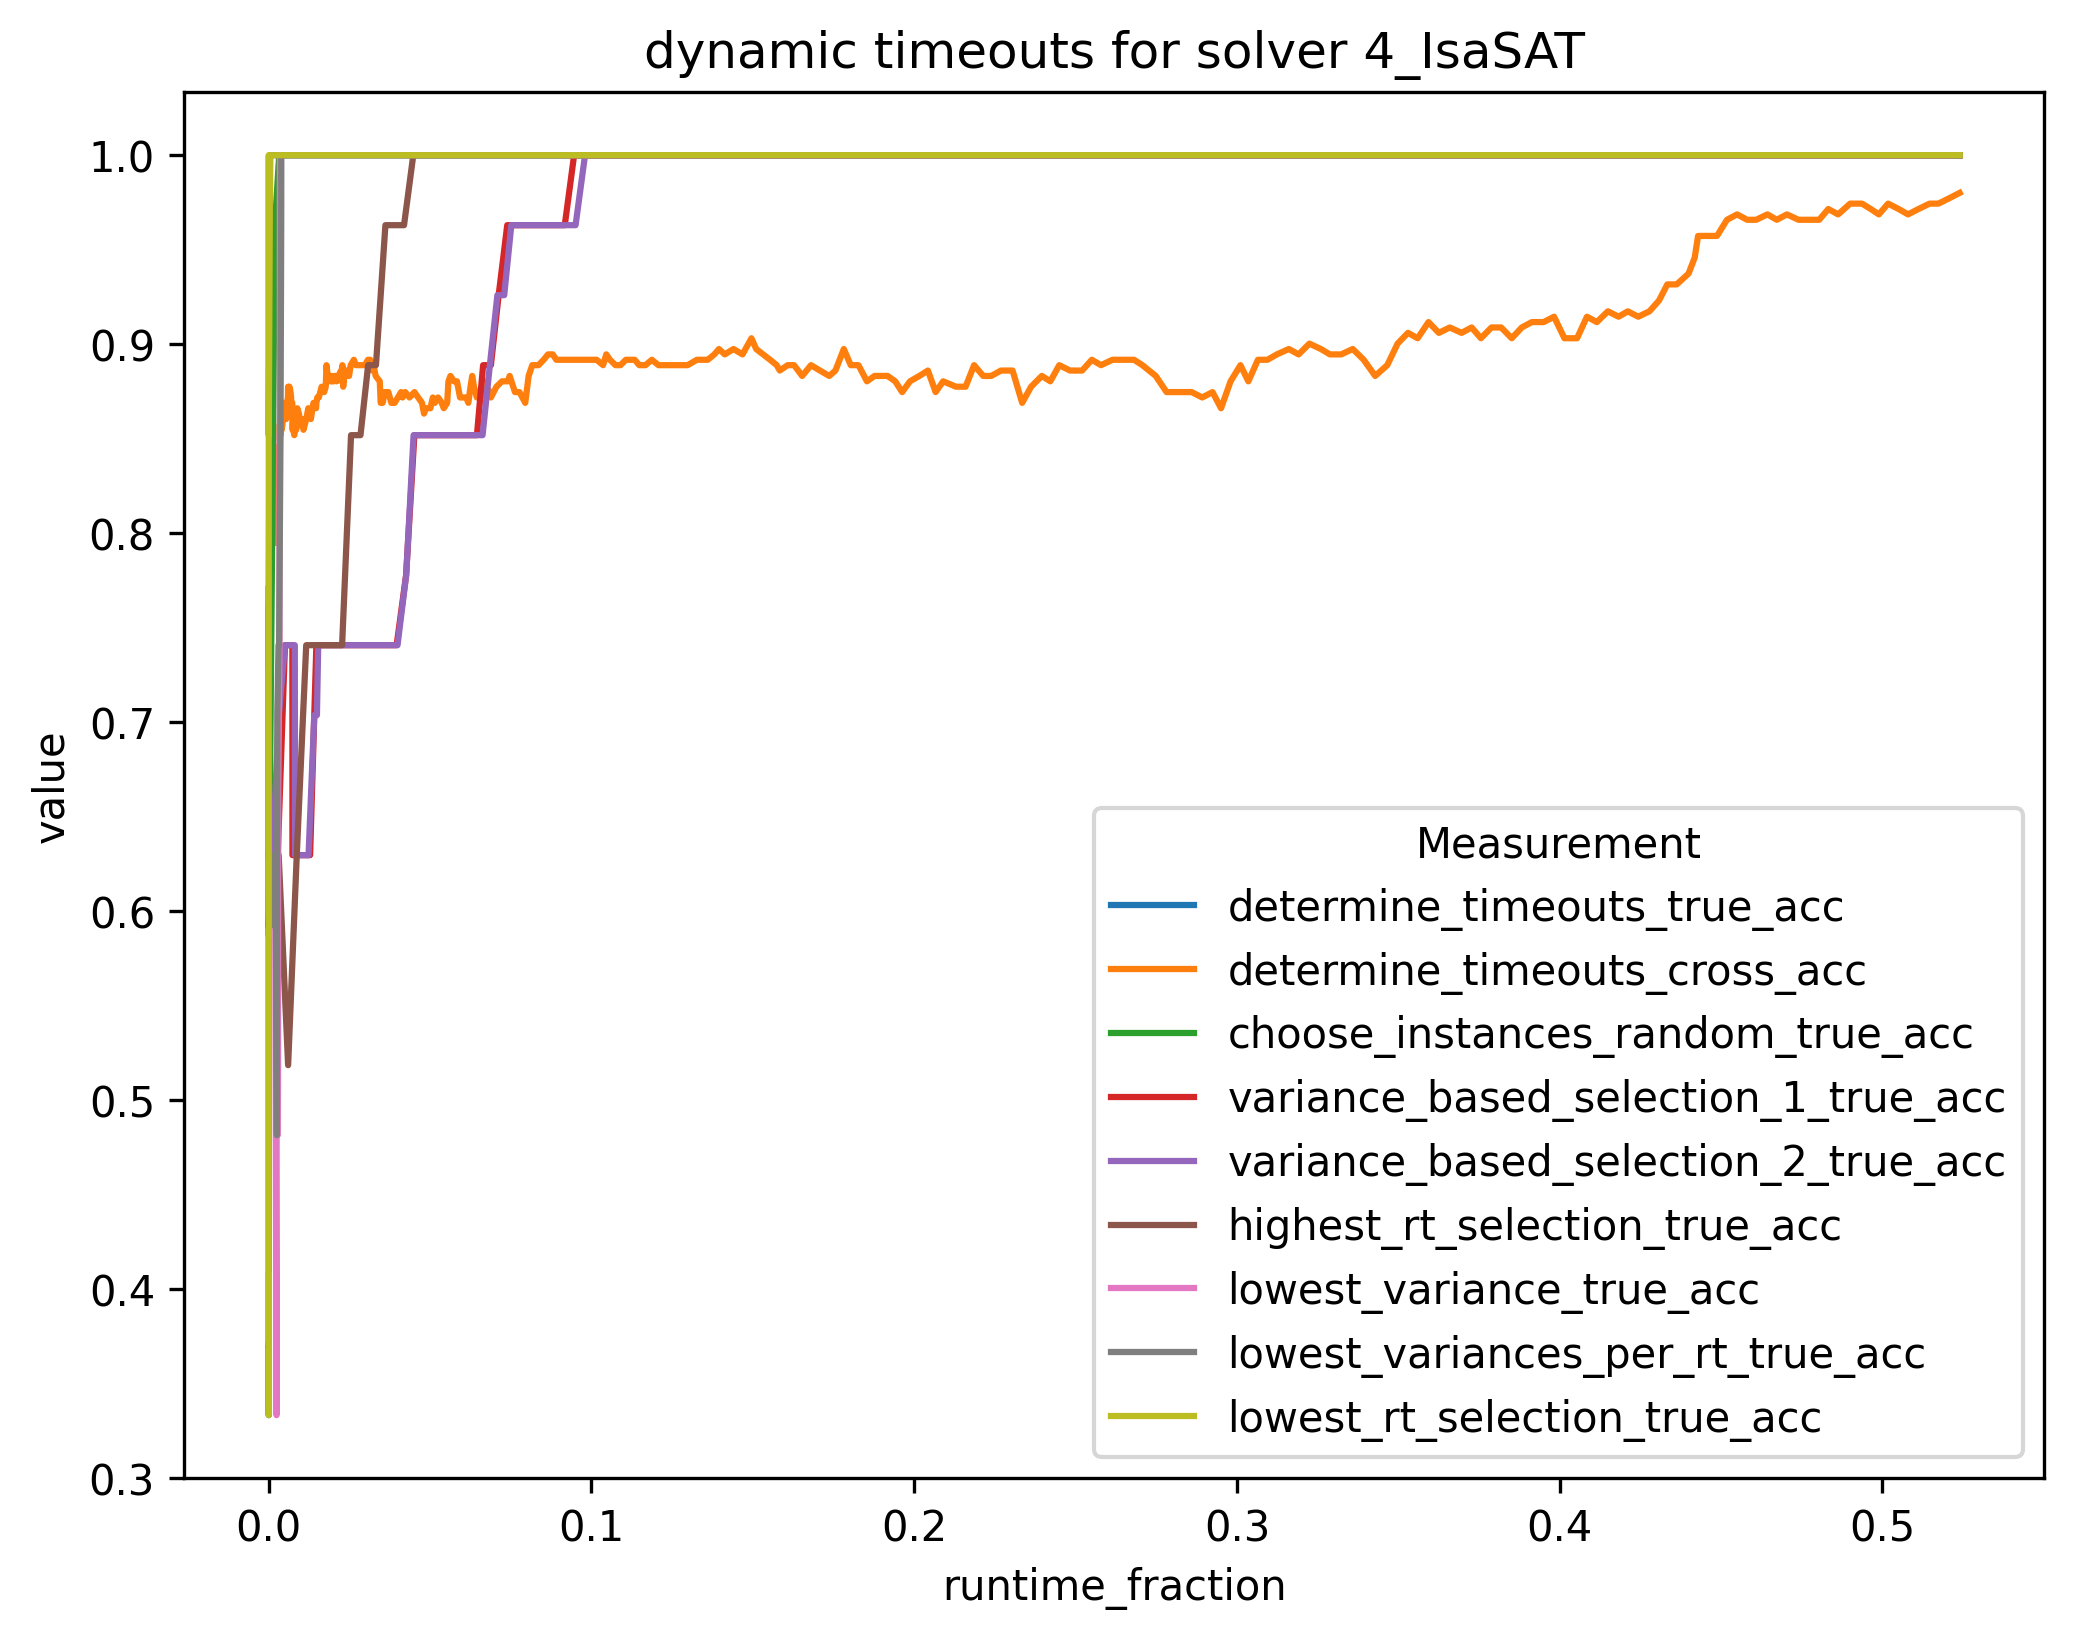 dynamic timeouts for solver 4_IsaSAT
1.0
0.9
0.8
0.7
0.6
0.5
0.4
0.3
value
Measurement
determine_timeouts_true_acc
determine_timeouts_cross_acc
choose_instances_random_true_acc
variance_based_selection_1_true_acc
variance_based_selection_2_true_acc
highest_rt_selection_true_acc
lowest_variance_true_acc
lowest_variances_per_rt_true_acc
lowest_rt_selection_true_acc
0.0 0.1 0.2 0.3 0.4 0.5
runtime_fraction